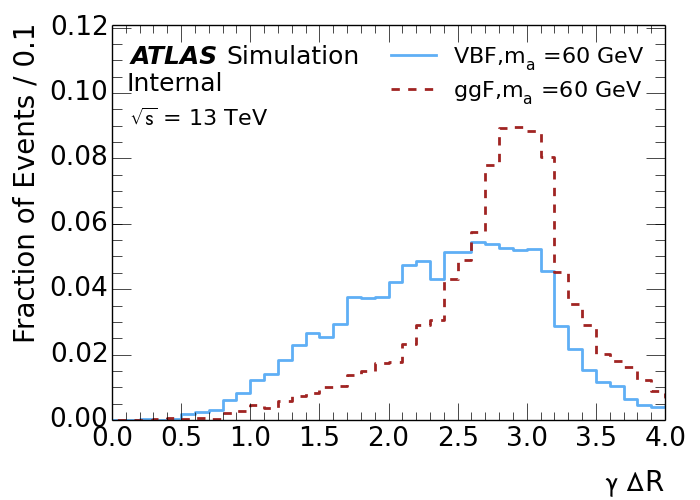 0.12
0.10
0.08
0.06
0.04
0.02
0.00
Fraction of Events / 0.1
ATLAS Simulation
Internal
√s = 13 TeV
VBF,mₐ =60 GeV
ggF,mₐ =60 GeV
0.0 0.5 1.0 1.5 2.0 2.5 3.0 3.5 4.0
γ ΔR